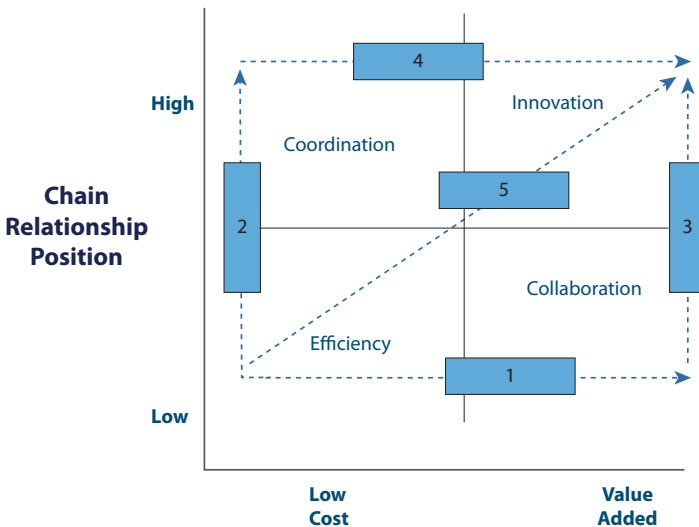 4
Innovation
High
Coordination
Chain
Relationship
Position
2
5
3
Collaboration
Efficiency
1
Low
Low
Cost
Value
Added